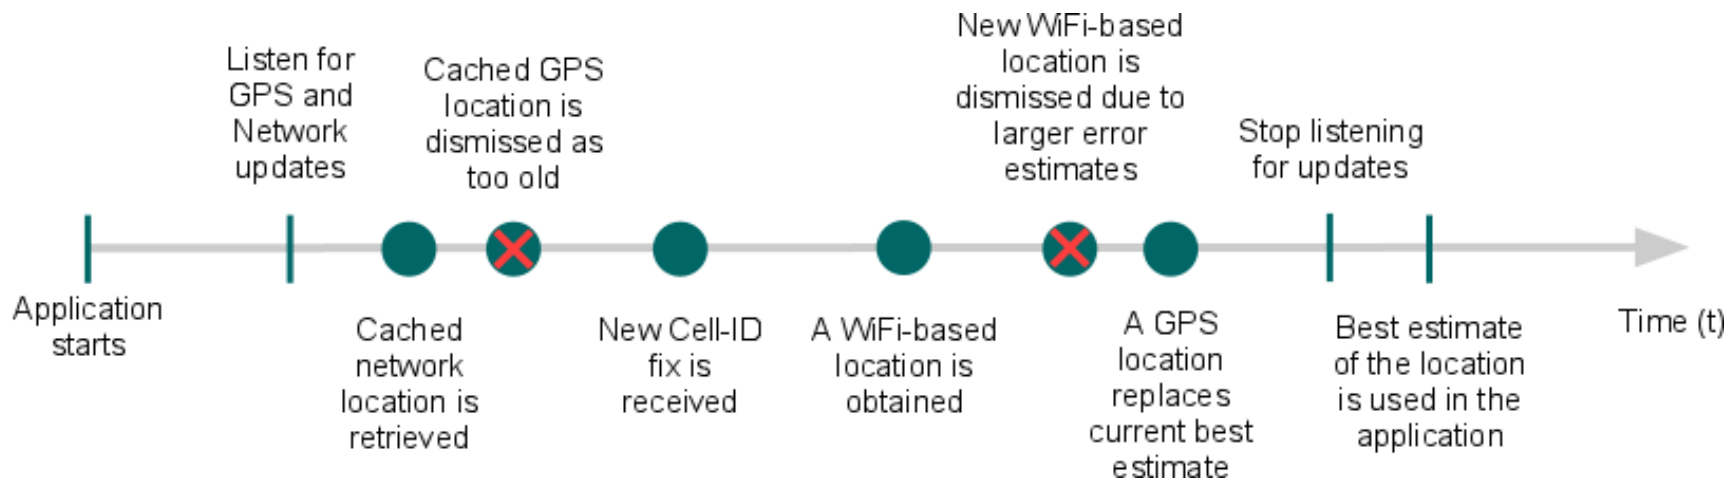 Application
starts
Listen for
GPS and
Network
updates
Cached
network
location is
retrieved
Cached GPS
location is
dismissed as
too old
New Cell-ID
fix is
received
A WiFi-based
location is
obtained
New WiFi-based
location is
dismissed due to
larger error
estimates
A GPS
location
replaces
current best
estimate
Stop listening
for updates
Best estimate
of the location
is used in the
application
Time (t)